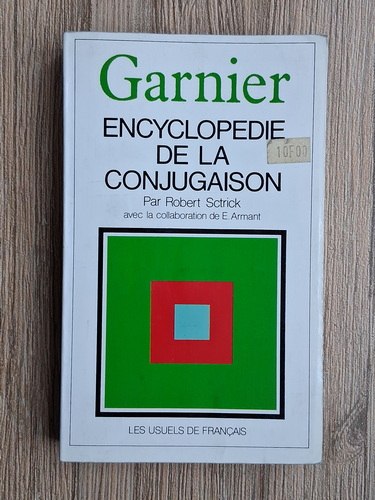 Garnier
ENCYCLOPEDIE
DE LA
CONJUGAISON
10F00
Par Robert Sctrick
avec la collaboration de E. Armant
LES USUELS DE FRANÇAIS